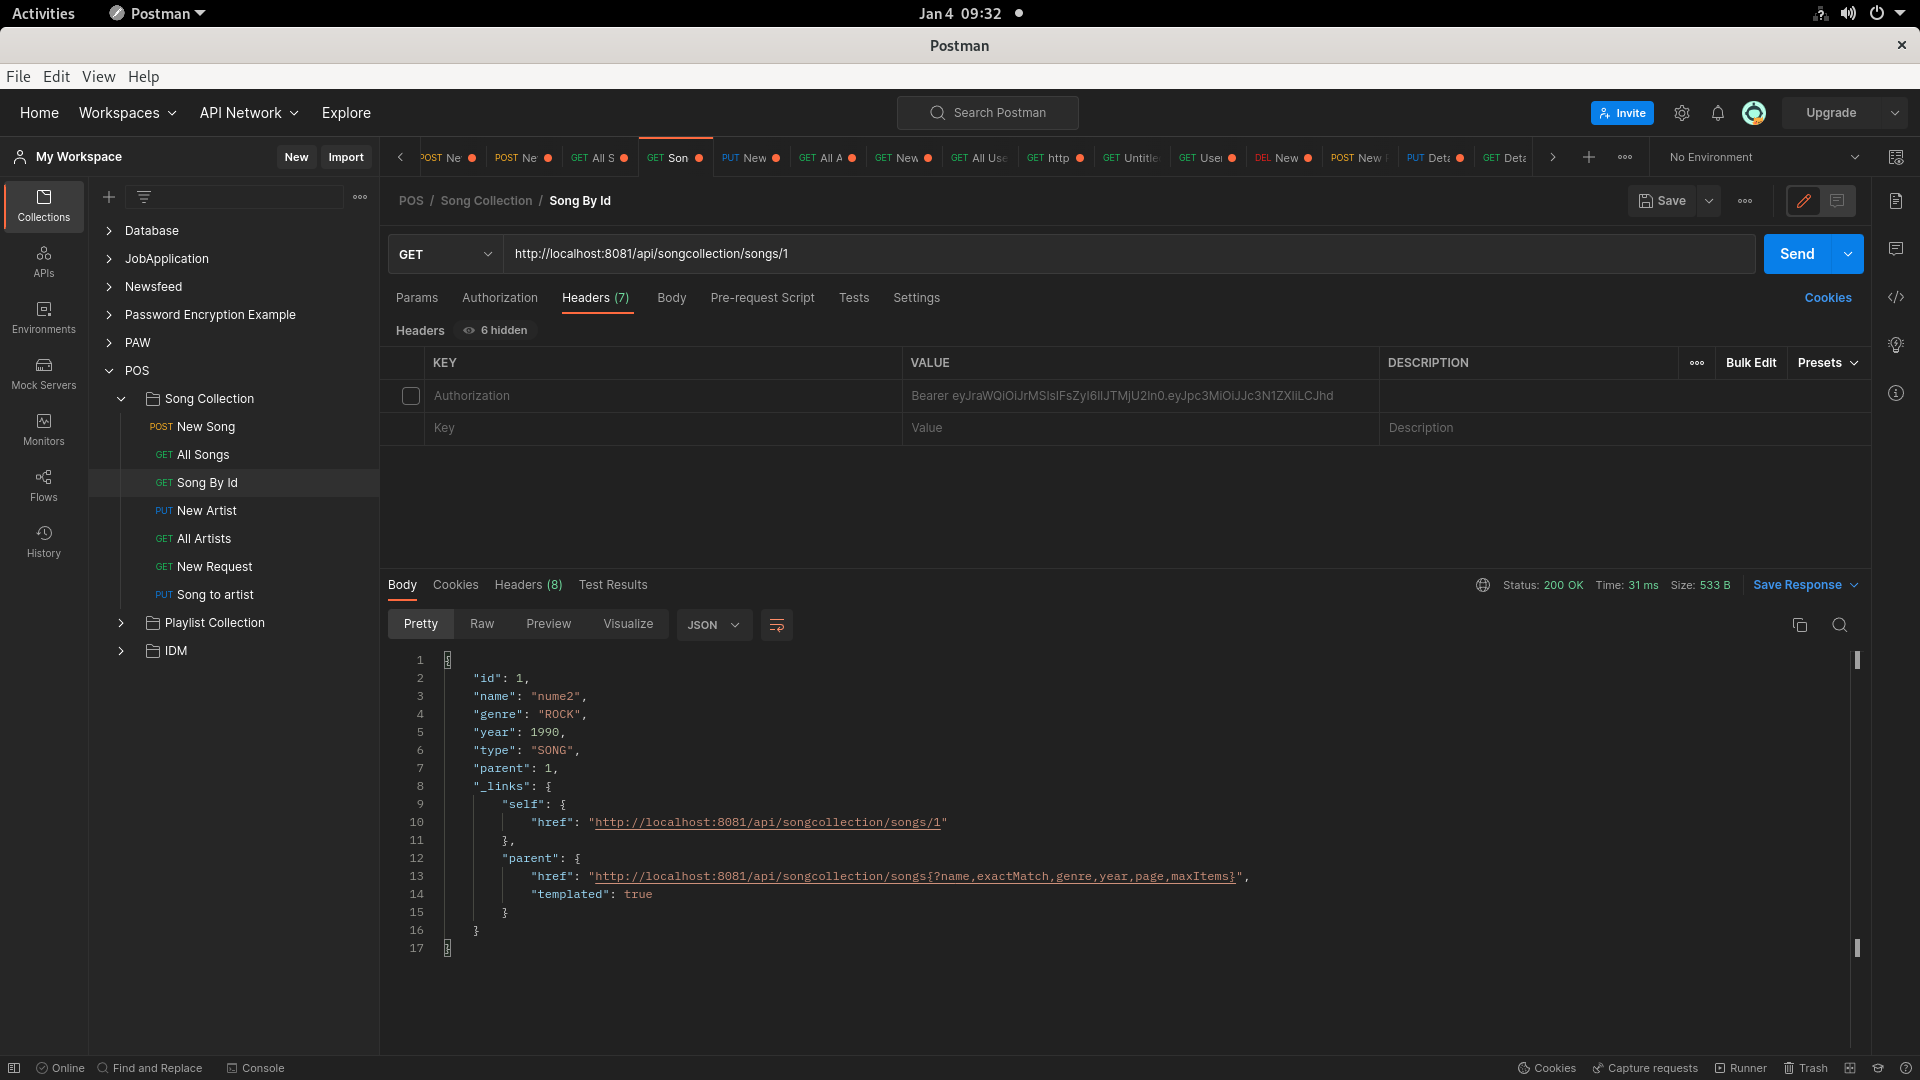 Activities Postman Jan 4 09:32
Postman
File Edit View Help
Home Workspaces API Network Explore Search Postman Invite Upgrade
My Workspace New Import
POST Ne POST Ne GET All S GET Son PUT New GET All A GET New GET All Use GET http GET Untitle GET User DEL New POST New PUT Deta GET Deta No Environment
Collections
APIs
Environments
Mock Servers
Monitors
Flows
History
Database
JobApplication
Newsfeed
Password Encryption Example
PAW
POS
Song Collection
POST New Song
GET All Songs
GET Song By Id
PUT New Artist
GET All Artists
GET New Request
PUT Song to artist
Playlist Collection
IDM
POS / Song Collection / Song By Id Save
GET http://localhost:8081/api/songcollection/songs/1 Send
Params Authorization Headers (7) Body Pre-request Script Tests Settings Cookies
Headers 6 hidden
KEY VALUE DESCRIPTION Bulk Edit Presets
Authorization
Key Value Description
Body Cookies Headers (8) Test Results Status: 200 OK Time: 31 ms Size: 533 B Save Response
Pretty Raw Preview Visualize JSON
1 {
2 "id": 1,
3 "name": "nume2",
4 "genre": "ROCK",
5 "year": 1990,
6 "type": "SONG",
7 "parent": 1,
8 "_links": {
9 "self": {
10 "href": "http://localhost:8081/api/songcollection/songs/1"
11 },
12 "parent": {
13 "href": "http://localhost:8081/api/songcollection/songs{?name,exactMatch,genre,year,page,maxItems}",
14 "templated": true
15 }
16 }
17 }
Online Find and Replace Console Cookies Capture requests Runner Trash